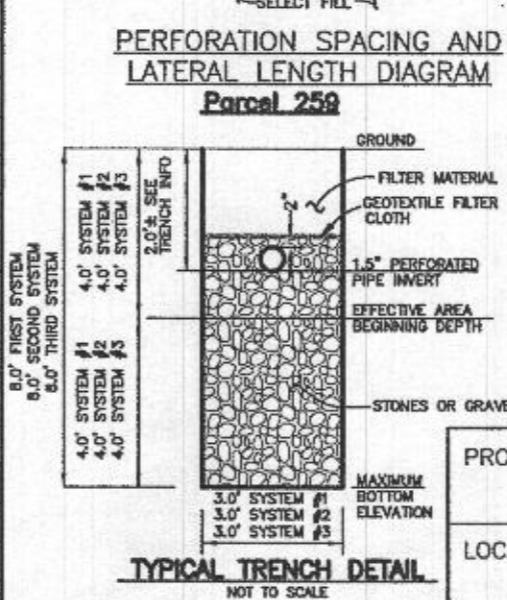 SELECT FILL
PERFORATION SPACING AND
LATERAL LENGTH DIAGRAM
Parcel 259
GROUND
FILTER MATERIAL
GEOTEXTILE FILTER
CLOTH
2"
2.0'± SEE
TRENCH INFO
1.5" PERFORATED
PIPE INVERT
EFFECTIVE AREA
BEGINNING DEPTH
4.0' SYSTEM #1
4.0' SYSTEM #2
4.0' SYSTEM #3
8.0' FIRST SYSTEM
8.0' SECOND SYSTEM
8.0' THIRD SYSTEM
4.0' SYSTEM #1
4.0' SYSTEM #2
4.0' SYSTEM #3
STONES OR GRAVE
MAXIMUM
BOTTOM
ELEVATION
3.0' SYSTEM #1
3.0' SYSTEM #2
3.0' SYSTEM #3
TYPICAL TRENCH DETAIL
NOT TO SCALE
PRO
LOC